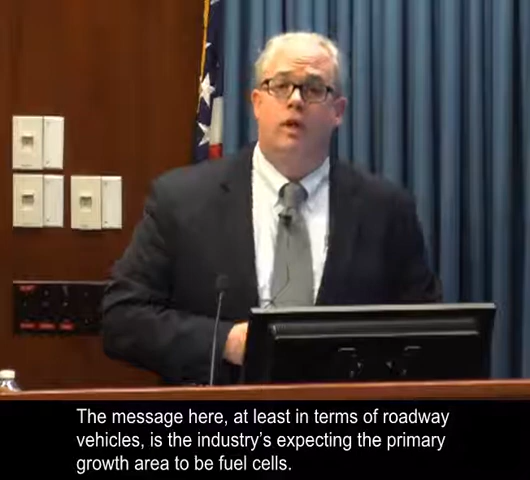 The message here, at least in terms of roadway
vehicles, is the industry's expecting the primary
growth area to be fuel cells.